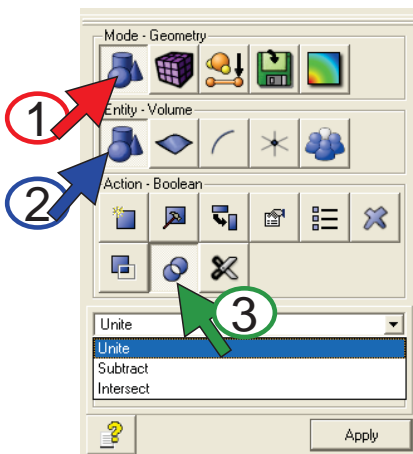 Mode - Geometry
1
Entity - Volume
2
Action - Boolean
3
Unite
Unite
Subtract
Intersect
?
Apply